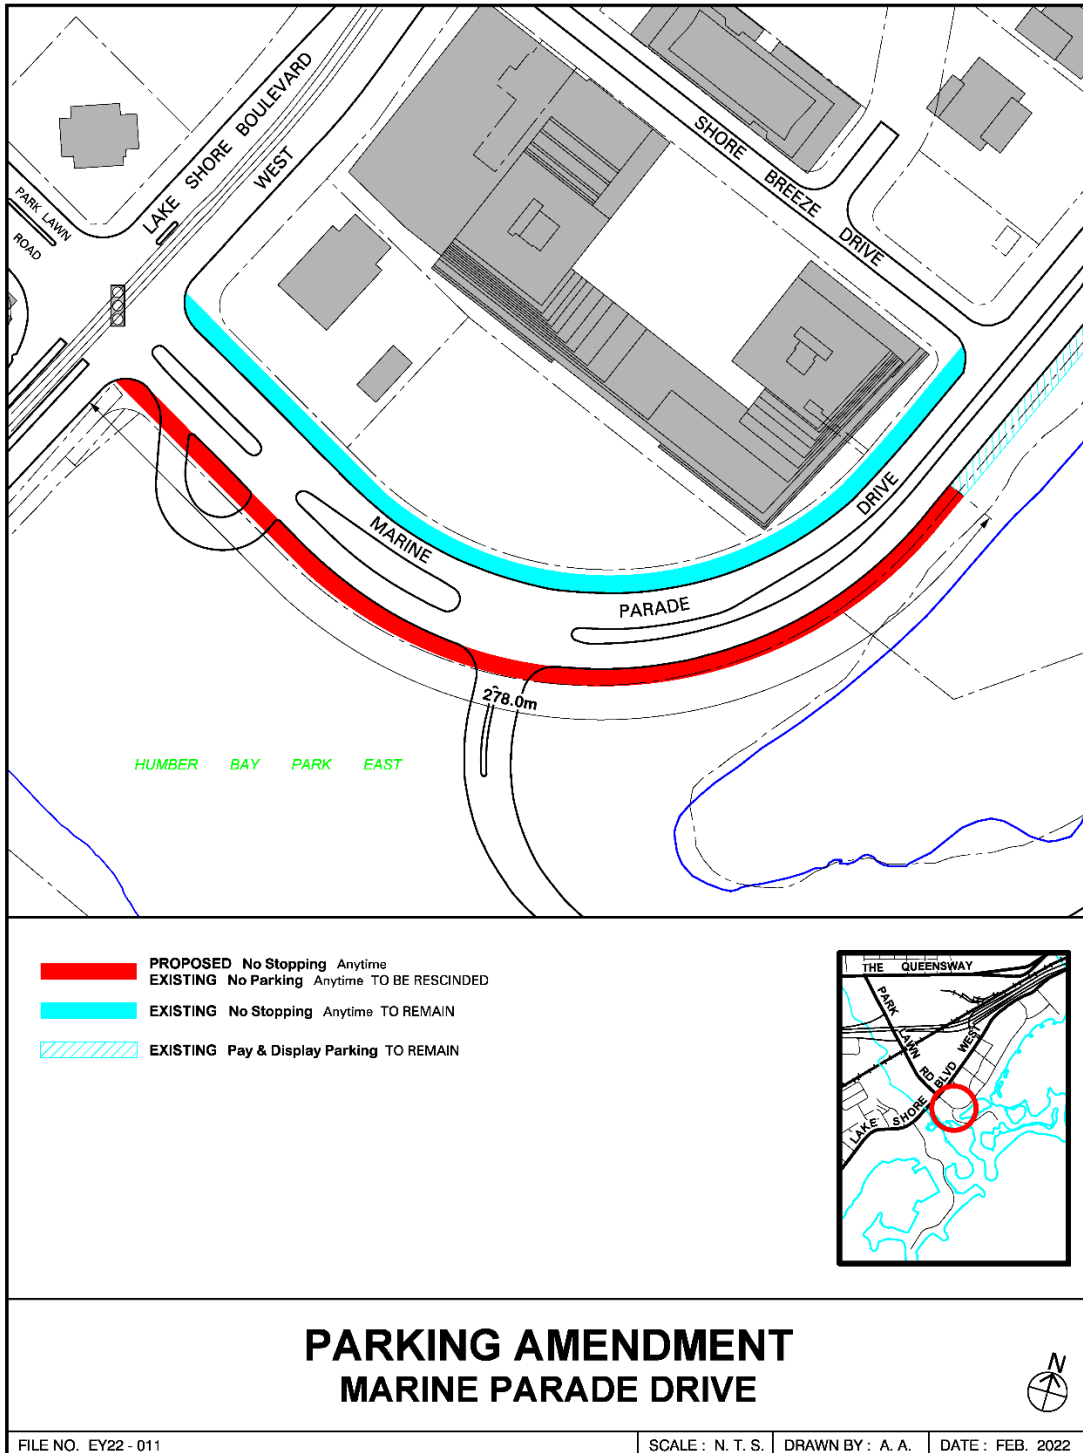 LAKE SHORE BOULEVARD
WEST
PARK LAWN
ROAD
SHORE BREEZE DRIVE
MARINE PARADE DRIVE
278.0m
HUMBER BAY PARK EAST
PROPOSED No Stopping Anytime
EXISTING No Parking Anytime TO BE RESCINDED
EXISTING No Stopping Anytime TO REMAIN
EXISTING Pay & Display Parking TO REMAIN
THE QUEENSWAY
PARK LAWN RD
LAKE SHORE BLVD WEST
PARKING AMENDMENT
MARINE PARADE DRIVE
N
FILE NO. EY22 - 011
SCALE : N. T. S.
DRAWN BY : A. A.
DATE : FEB. 2022